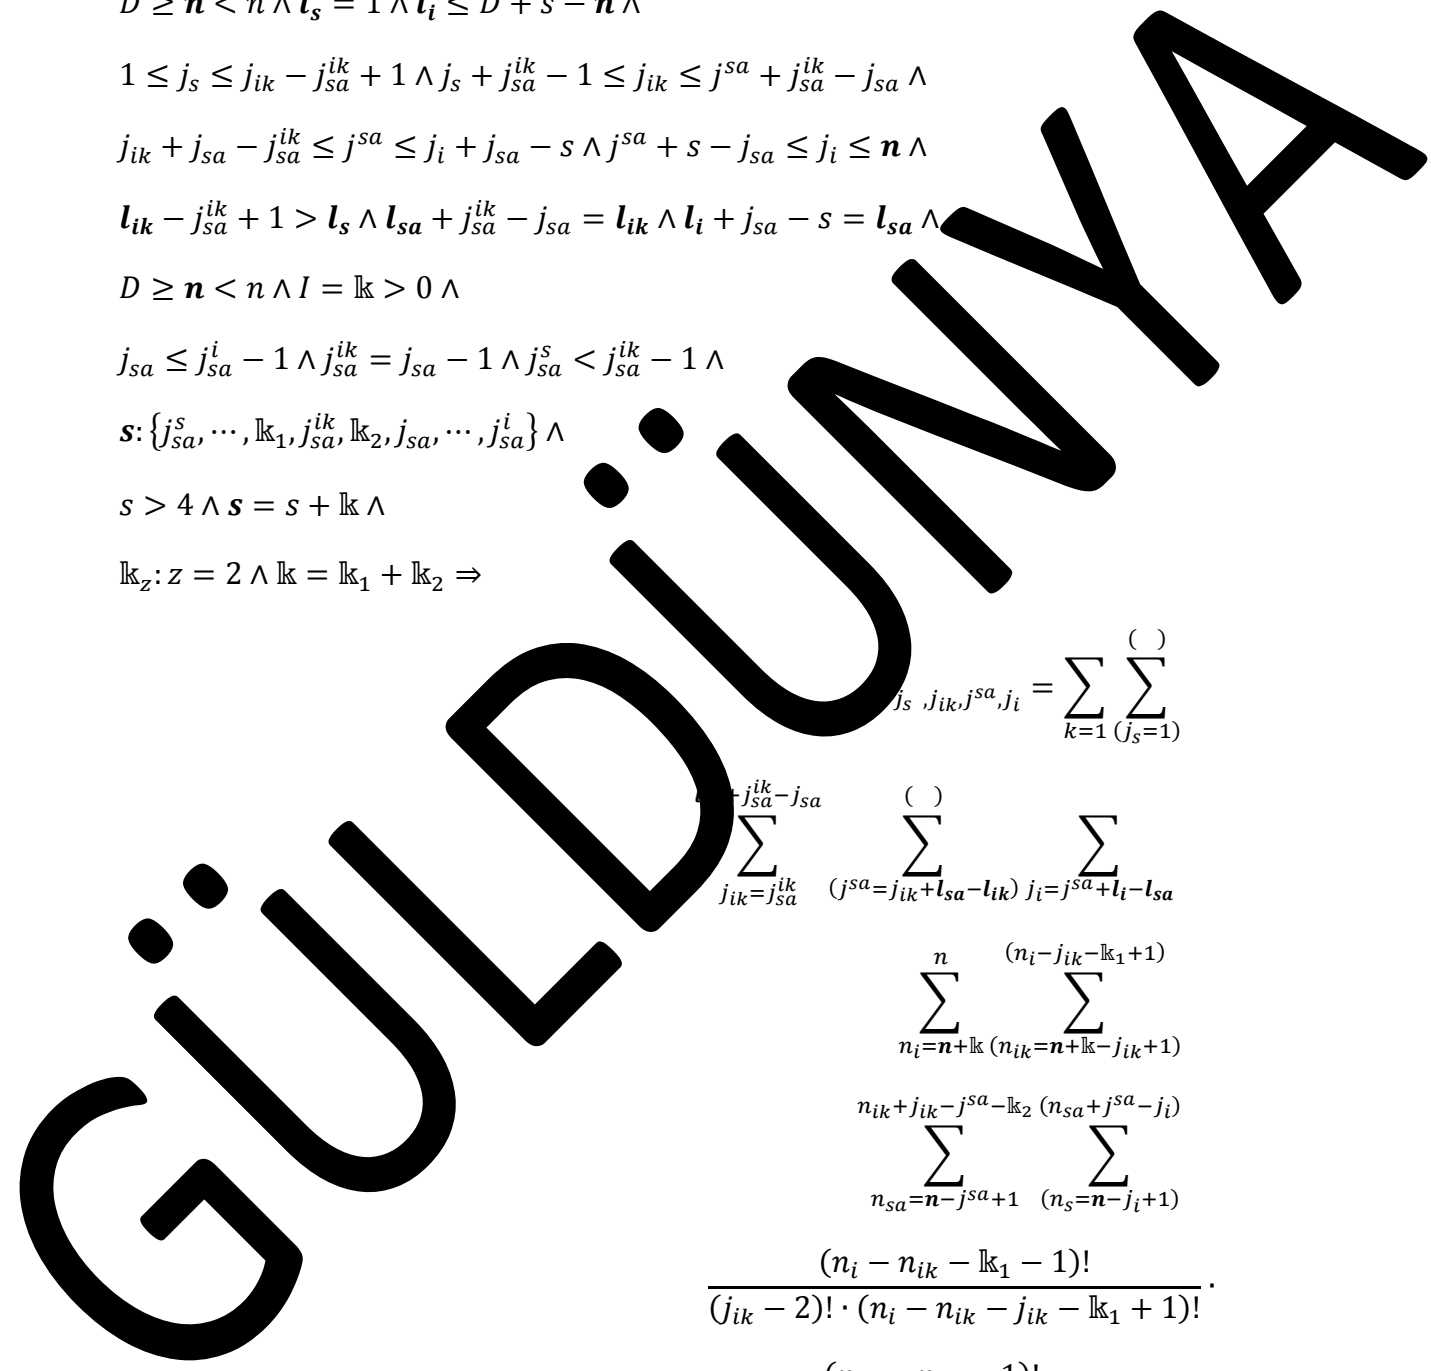 D ≥ 𝒏 < n ∧ 𝒍_s = 1 ∧ 𝒍_i ≤ D + s − 𝒏 ∧
1 ≤ j_s ≤ j_{ik} − j_{sa}^{ik} + 1 ∧ j_s + j_{sa}^{ik} − 1 ≤ j_{ik} ≤ j^{sa} + j_{sa}^{ik} − j_{sa} ∧
j_{ik} + j_{sa} − j_{sa}^{ik} ≤ j^{sa} ≤ j_i + j_{sa} − s ∧ j^{sa} + s − j_{sa} ≤ j_i ≤ 𝒏 ∧
𝒍_{ik} − j_{sa}^{ik} + 1 > 𝒍_s ∧ 𝒍_{sa} + j_{sa}^{ik} − j_{sa} = 𝒍_{ik} ∧ 𝒍_i + j_{sa} − s = 𝒍_{sa} ∧
D ≥ 𝒏 < n ∧ I = 𝕜 > 0 ∧
j_{sa} ≤ j_{sa}^i − 1 ∧ j_{sa}^{ik} = j_{sa} − 1 ∧ j_{sa}^s < j_{sa}^{ik} − 1 ∧
𝒔: {j_{sa}^s, ⋯ , 𝕜_1, j_{sa}^{ik}, 𝕜_2, j_{sa}, ⋯ , j_{sa}^i} ∧
s > 4 ∧ 𝒔 = s + 𝕜 ∧
𝕜_z: z = 2 ∧ 𝕜 = 𝕜_1 + 𝕜_2 ⇒
_{j_s ,j_{ik},j^{sa},j_i} = ∑_{k=1} ∑_{(j_s=1)}^{( )}
∑_{j_{ik}=j_{sa}^{ik}}^{+j_{sa}^{ik}−j_{sa}} ∑_{(j^{sa}=j_{ik}+𝒍_{sa}−𝒍_{ik})}^{( )} ∑_{j_i=j^{sa}+𝒍_i−𝒍_{sa}}
∑_{n_i=𝒏+𝕜}^{n} ∑_{(n_{ik}=𝒏+𝕜−j_{ik}+1)}^{(n_i−j_{ik}−𝕜_1+1)}
∑_{n_{sa}=𝒏−j^{sa}+1}^{n_{ik}+j_{ik}−j^{sa}−𝕜_2} ∑_{(n_s=𝒏−j_i+1)}^{(n_{sa}+j^{sa}−j_i)}
(n_i − n_{ik} − 𝕜_1 − 1)!
(j_{ik} − 2)! · (n_i − n_{ik} − j_{ik} − 𝕜_1 + 1)! ·
GÜLDÜNYA